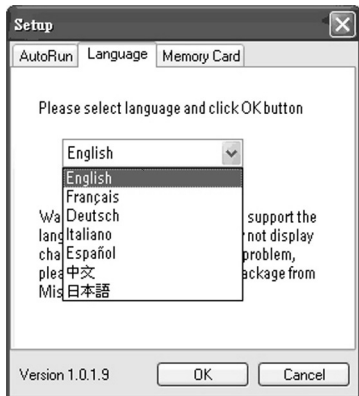 Setup
AutoRun Language Memory Card
Please select language and click OK button
English
English
Français
Deutsch
Italiano
Español
中文
日本語
Wa support the
lang not display
cha problem,
plea ackage from
Mis
Version 1.0.1.9 OK Cancel